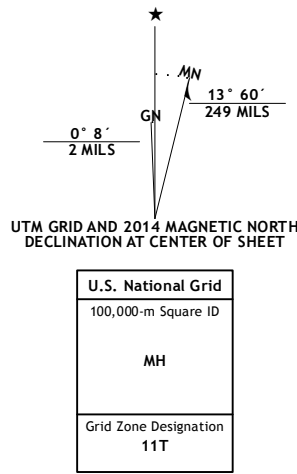 MN
GN
13° 60´
249 MILS
0° 8´
2 MILS
UTM GRID AND 2014 MAGNETIC NORTH
DECLINATION AT CENTER OF SHEET
U.S. National Grid
100,000-m Square ID
MH
Grid Zone Designation
11T